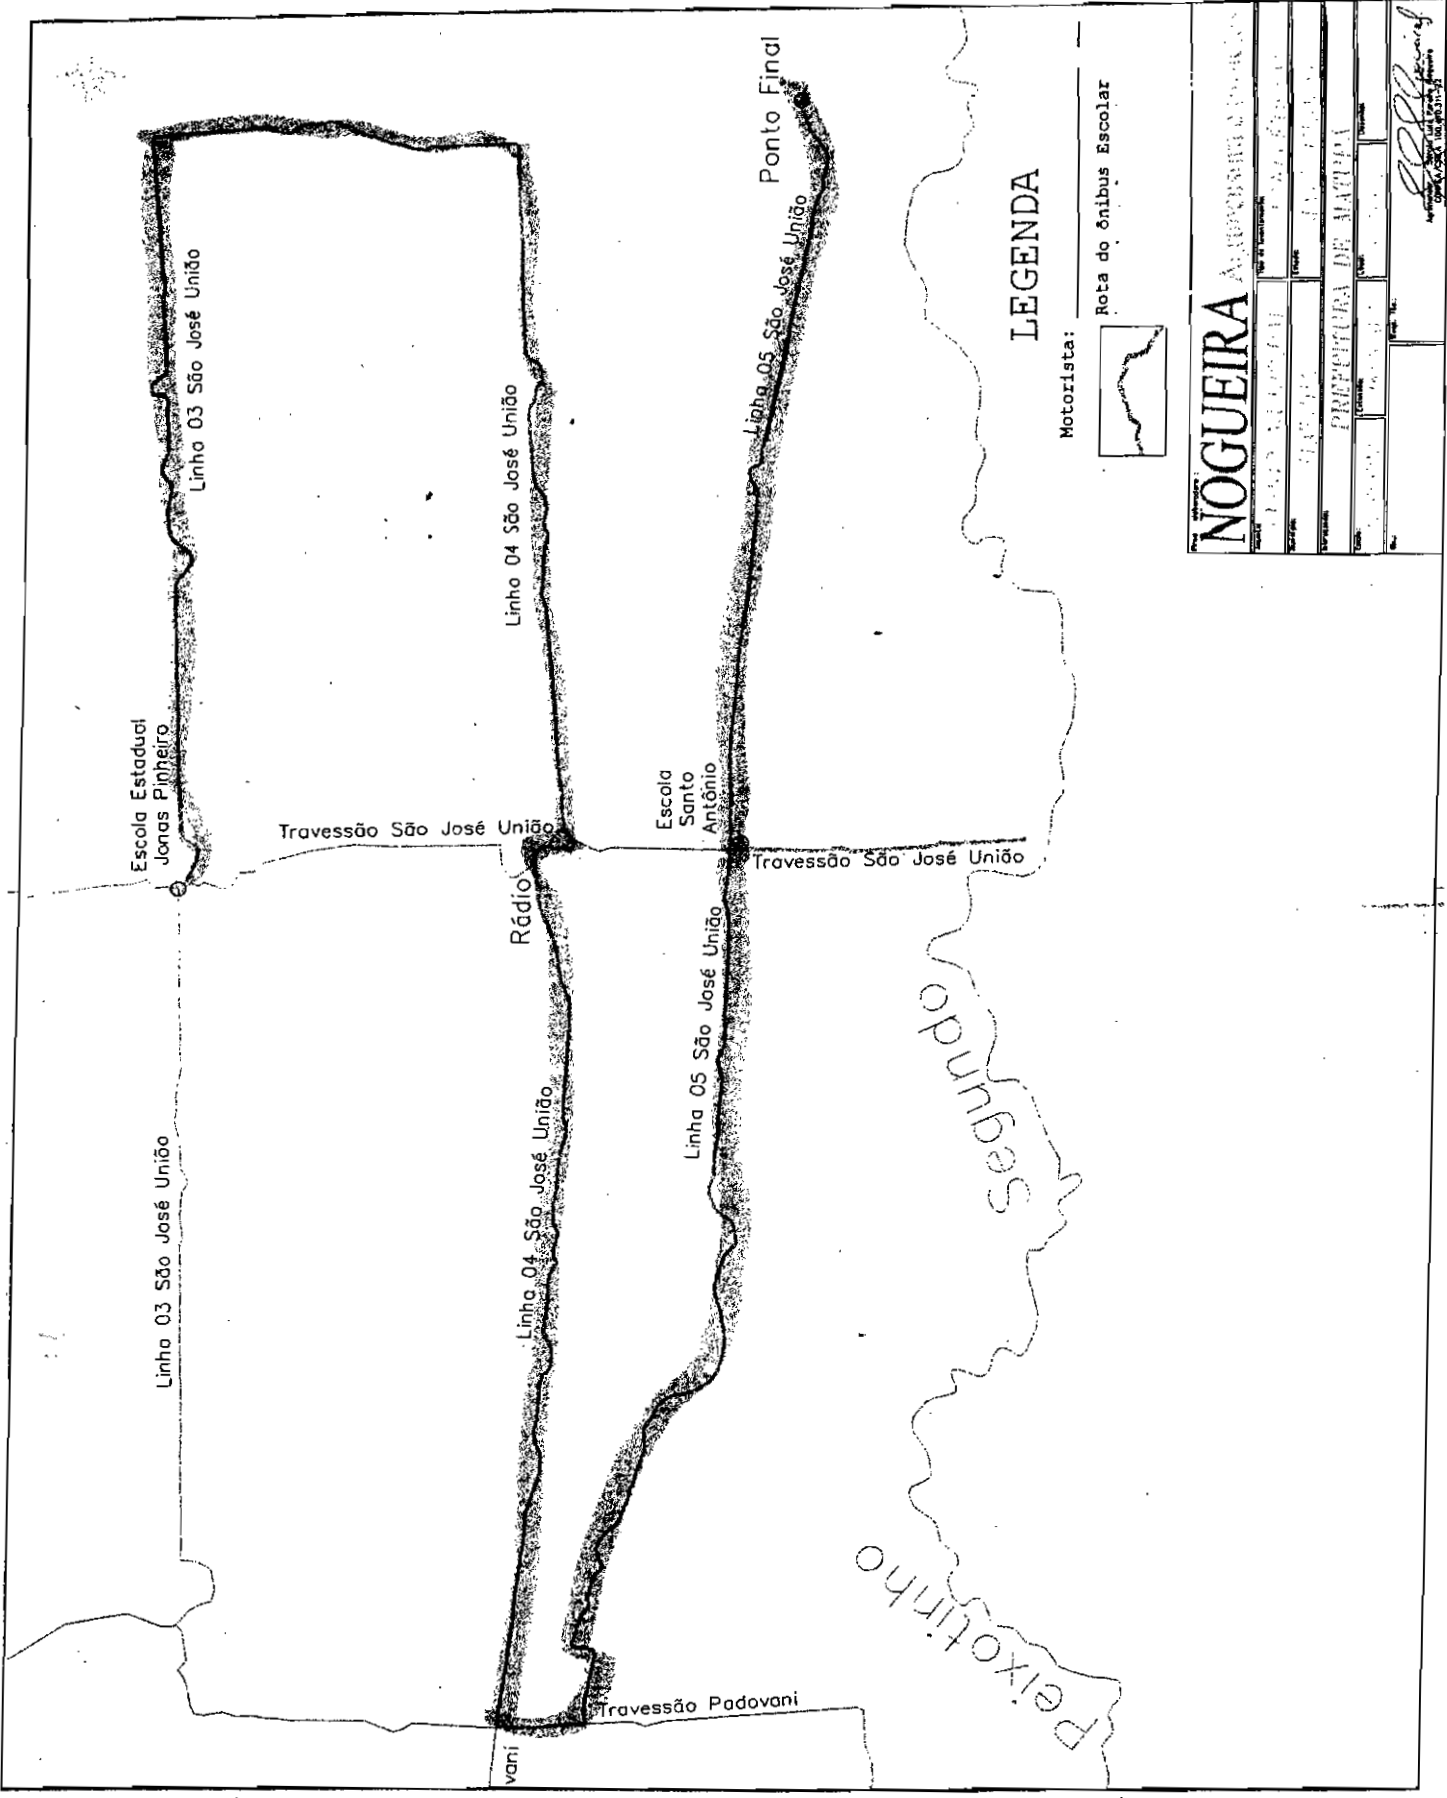 Ponto Final
Linha 03 São José União
Linha 04 São José União
Linha 05 São José União
Escola Estadual
Jonas Pinheiro
Travessão São José União
Escola
Santo
Antônio
Travessão São José União
Rádio
Linha 05 São José União
Linha 04 São José União
Linha 03 São José União
Segundo
Peixotinho
Travessão Padovani
vani
LEGENDA
Motorista:
Rota do ônibus Escolar
NOGUEIRA
PREFEITURA DE MATUPÁ